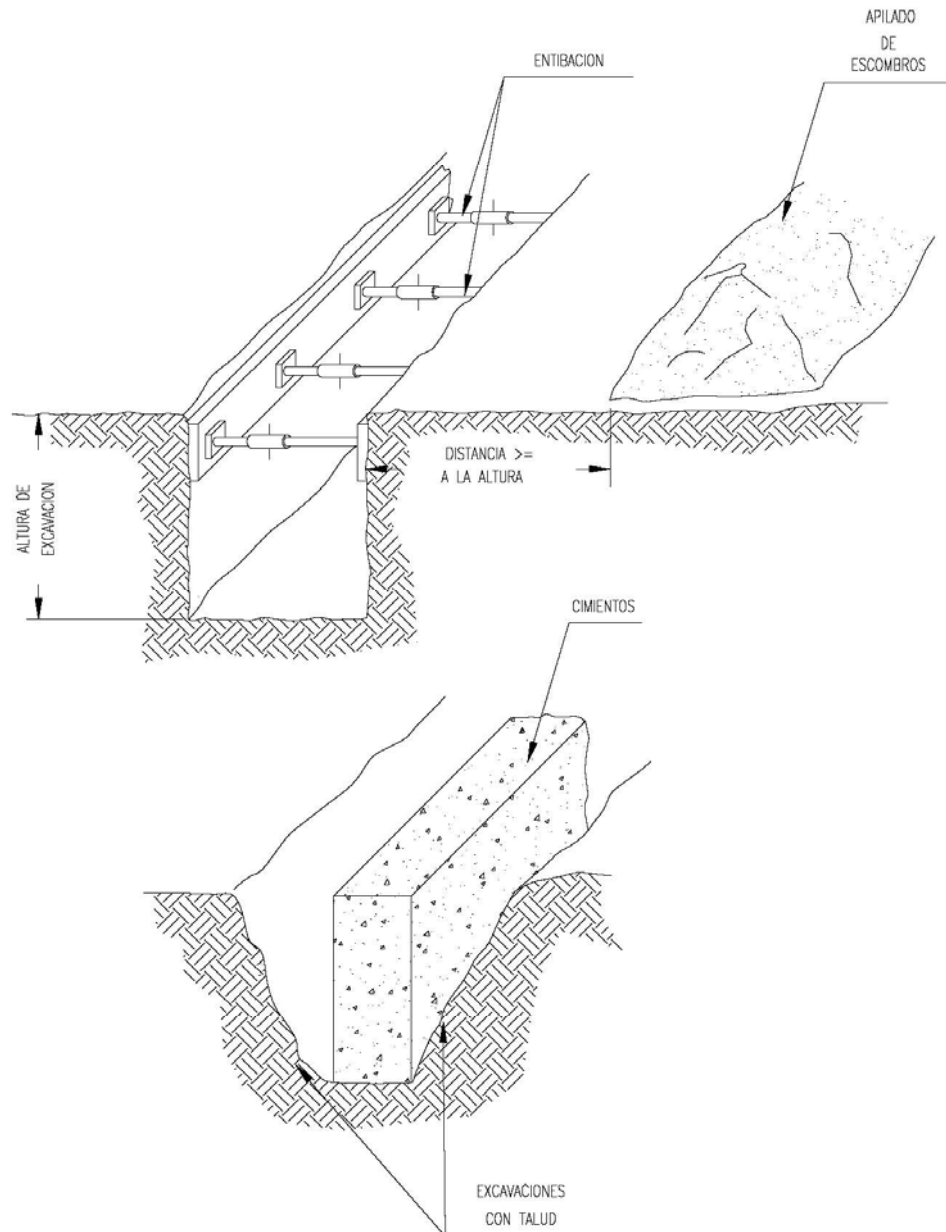 APILADO
DE
ESCOMBROS
ENTIBACION
DISTANCIA >=
A LA ALTURA
ALTURA DE
EXCAVACION
CIMIENTOS
EXCAVACIONES
CON TALUD